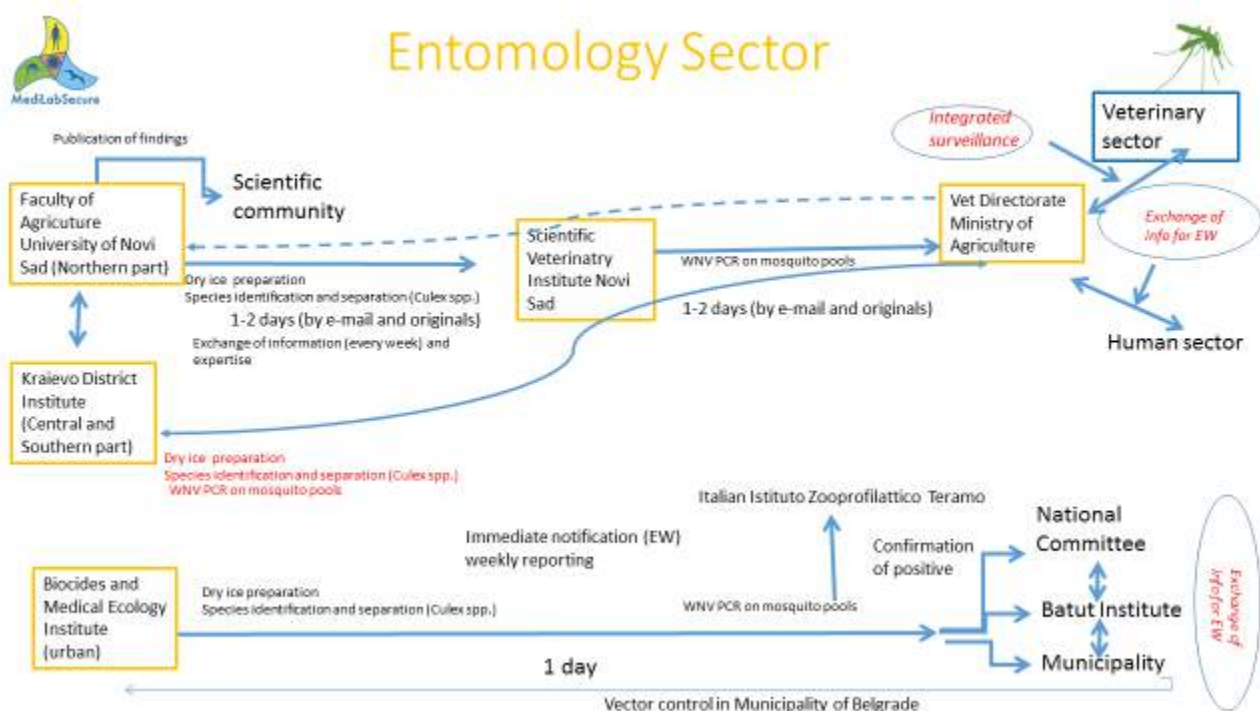 Entomology Sector
MediLabSecure
Publication of findings
Integrated
surveillance
Veterinary
sector
Faculty of
Agricuture
University of Novi
Sad (Northern part)
Scientific
community
Scientific
Veterinatry
Institute Novi
Sad
Vet Directorate
Ministry of
Agriculture
Exchange of
Info for EW
Dry ice preparation
Species identification and separation (Culex spp.)
1-2 days (by e-mail and originals)
Exchange of information (every week) and
expertise
WNV PCR on mosquito pools
1-2 days (by e-mail and originals)
Human sector
Kraievo District
Institute
(Central and
Southern part)
Dry ice preparation
Species identification and separation (Culex spp.)
WNV PCR on mosquito pools
Italian Istituto Zooprofilattico Teramo
Immediate notification (EW)
weekly reporting
Confirmation
of positive
National
Committee
Biocides and
Medical Ecology
Institute
(urban)
Dry ice preparation
Species identification and separation (Culex spp.)
WNV PCR on mosquito pools
Batut Institute
Municipality
Exchange of
info for EW
1 day
Vector control in Municipality of Belgrade